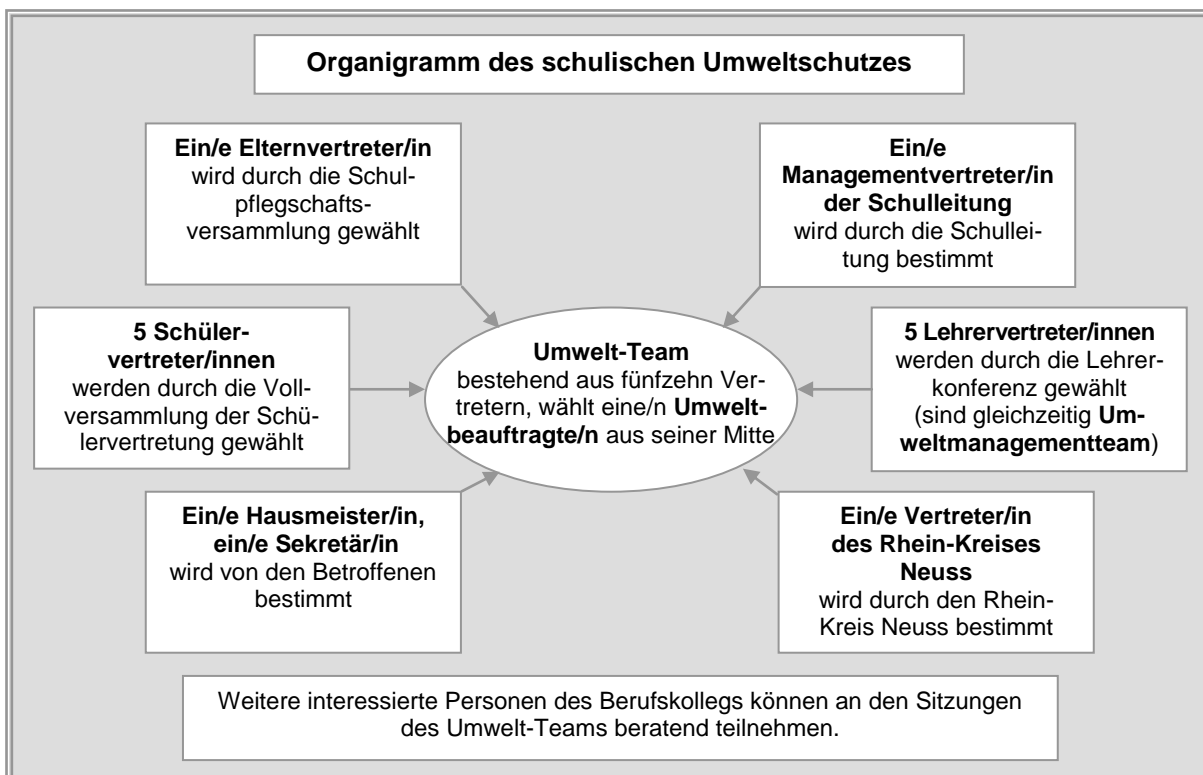 Organigramm des schulischen Umweltschutzes
Ein/e Elternvertreter/in
wird durch die Schul-
pflegschafts-
versammlung gewählt
Ein/e
Managementvertreter/in
der Schulleitung
wird durch die Schullei-
tung bestimmt
5 Schüler-
vertreter/innen
werden durch die Voll-
versammlung der Schü-
lervertretung gewählt
Umwelt-Team
bestehend aus fünfzehn Ver-
tretern, wählt eine/n Umwelt-
beauftragte/n aus seiner Mitte
5 Lehrervertreter/innen
werden durch die Lehrer-
konferenz gewählt
(sind gleichzeitig Um-
weltmanagementteam)
Ein/e Hausmeister/in,
ein/e Sekretär/in
wird von den Betroffenen
bestimmt
Ein/e Vertreter/in
des Rhein-Kreises
Neuss
wird durch den Rhein-
Kreis Neuss bestimmt
Weitere interessierte Personen des Berufskollegs können an den Sitzungen
des Umwelt-Teams beratend teilnehmen.